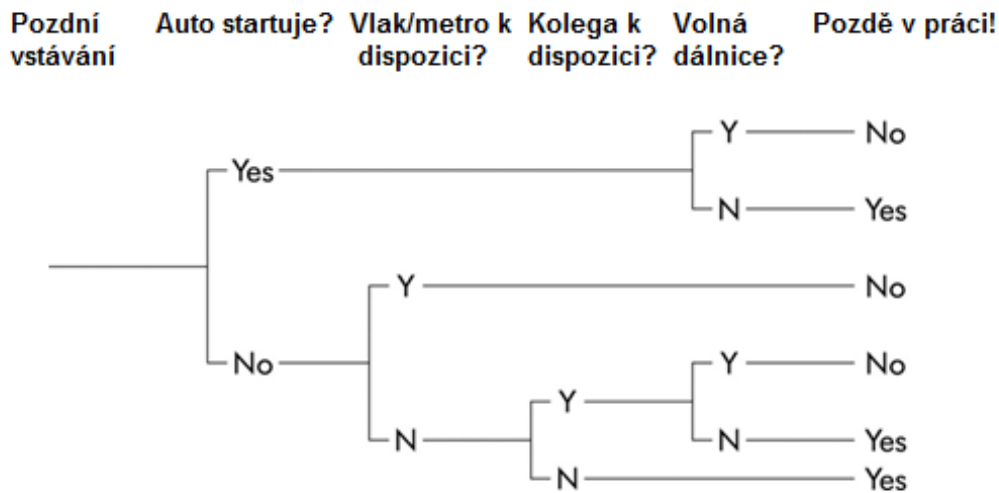 Pozdní vstávání
Auto startuje?
Vlak/metro k dispozici?
Kolega k dispozici?
Volná dálnice?
Pozdě v práci!
Y No
Yes
N Yes
Y No
No
Y No
Y
N
N Yes
N Yes